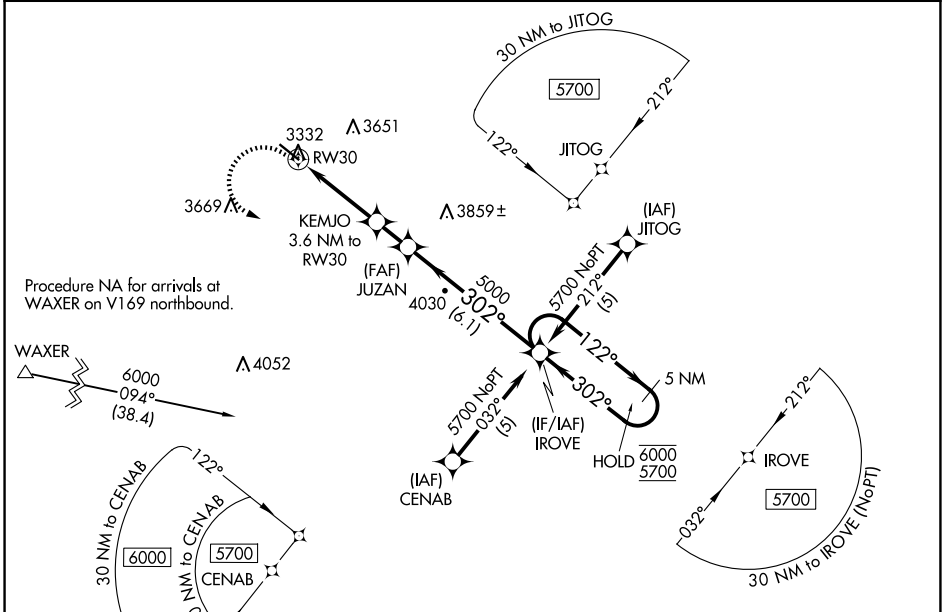 30 NM to JITOG
5700
212°
122°
JITOG
3332
3651
RW30
3669
KEMJO
3.6 NM to
RW30
3859±
(IAF)
JITOG
(FAF)
JUZAN
5700 NoPT
212°
(5)
5000
302°
(6.1)
4030
Procedure NA for arrivals at
WAXER on V169 northbound.
WAXER
6000
094°
(38.4)
4052
122°
302°
5 NM
5700 NoPT
032°
(5)
(IF/IAF)
IROVE
HOLD
6000
5700
(IAF)
CENAB
212°
IROVE
5700
032°
30 NM to IROVE (NoPT)
122°
30 NM to CENAB
6000
NM to CENAB
5700
CENAB